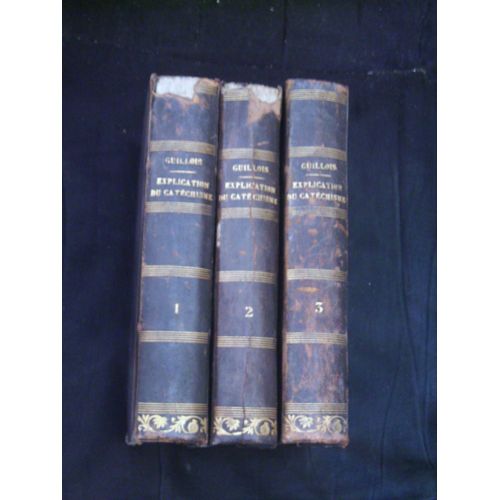 GUILLOIS
EXPLICATION
DU CATÉCHISME
1
GUILLOIS
EXPLICATION
DU CATÉCHISME
2
GUILLOIS
EXPLICATION
DU CATÉCHISME
3